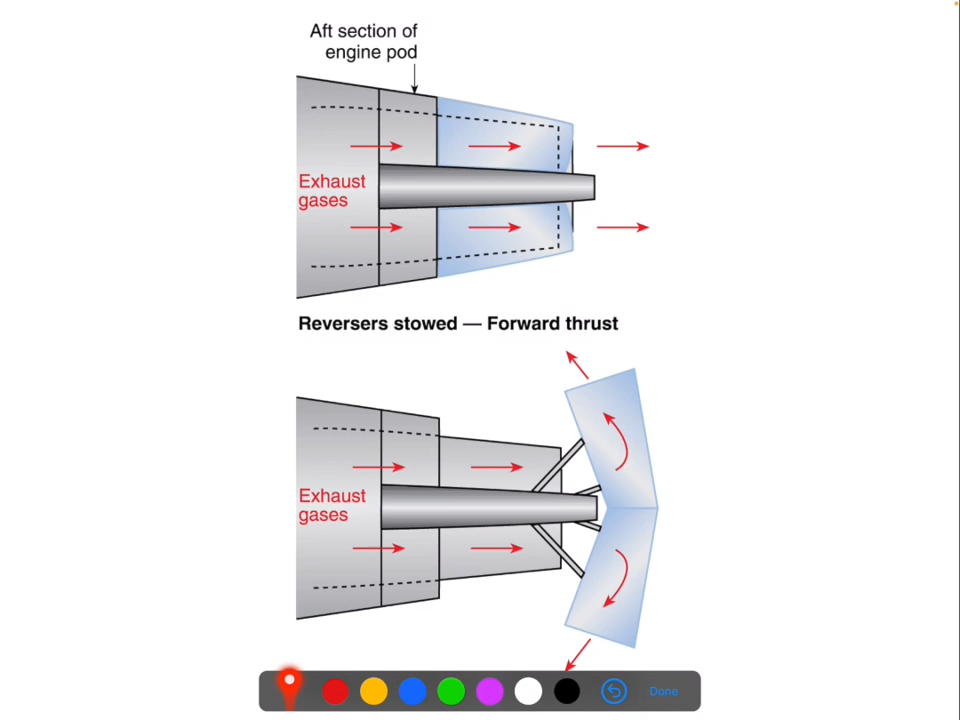 Aft section of
engine pod
Exhaust
gases
Reversers stowed — Forward thrust
Exhaust
gases
Done